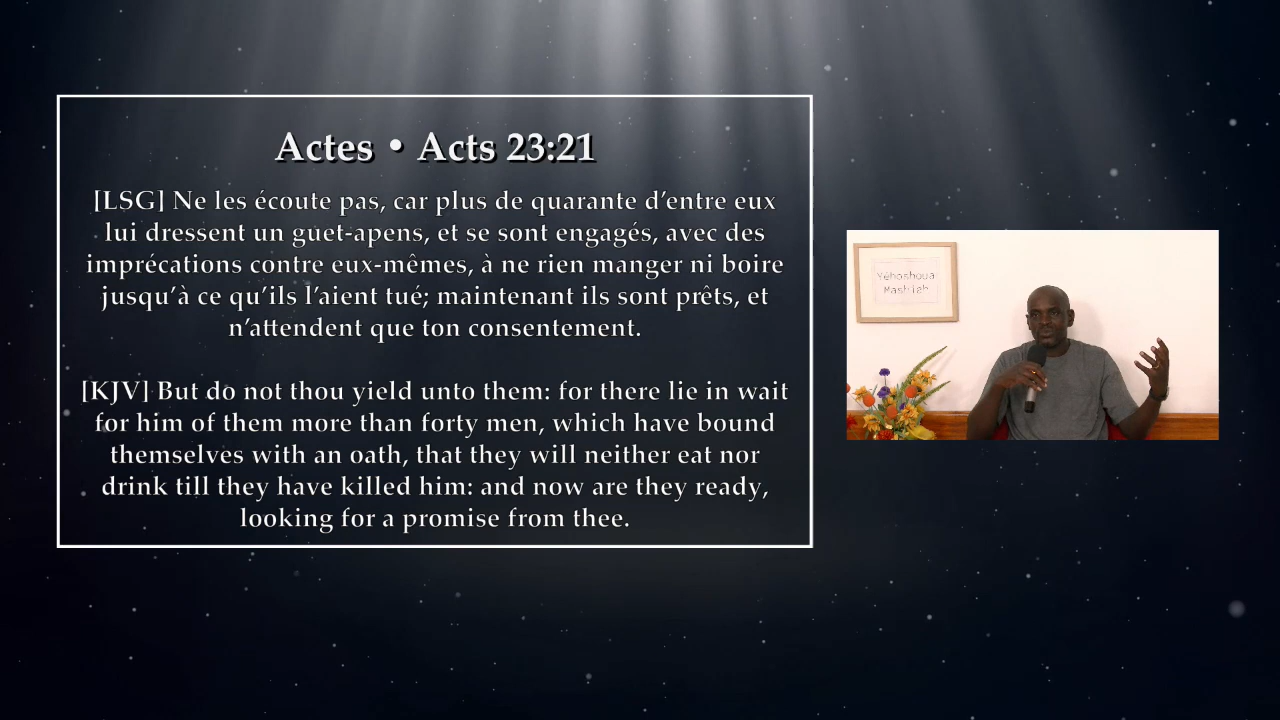 Actes • Acts 23:21
[LSG] Ne les écoute pas, car plus de quarante d’entre eux
lui dressent un guet-apens, et se sont engagés, avec des
imprécations contre eux-mêmes, à ne rien manger ni boire
jusqu’à ce qu’ils l’aient tué; maintenant ils sont prêts, et
n’attendent que ton consentement.
[KJV] But do not thou yield unto them: for there lie in wait
for him of them more than forty men, which have bound
themselves with an oath, that they will neither eat nor
drink till they have killed him: and now are they ready,
looking for a promise from thee.
Yéhoshoua
Mashiah